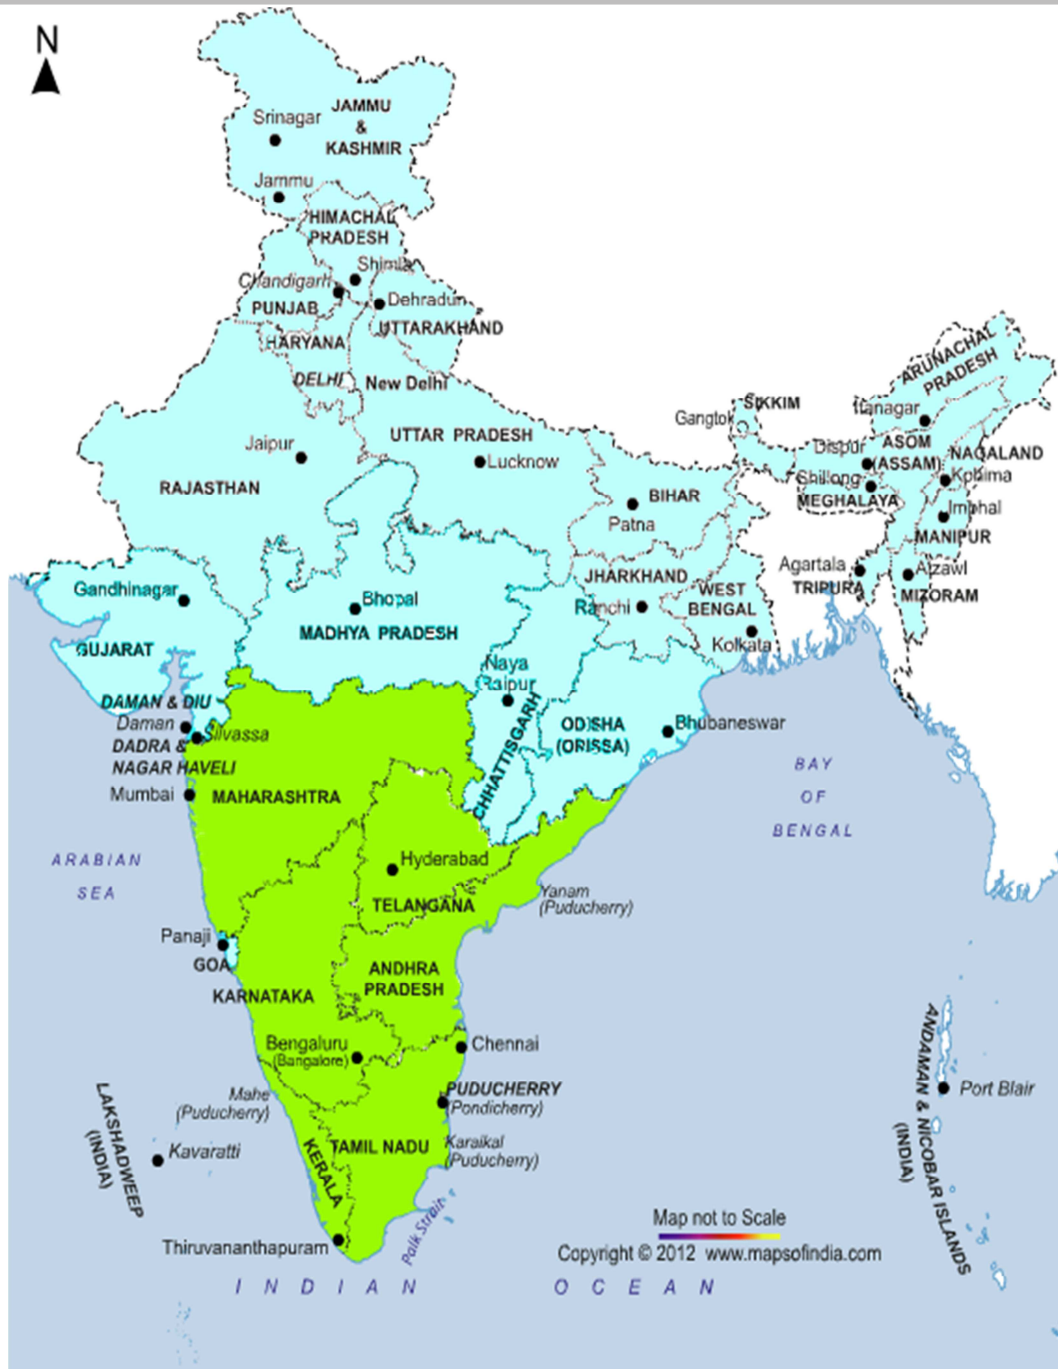 N
JAMMU
&
KASHMIR
Srinagar
Jammu
HIMACHAL
PRADESH
Shimla
Chandigarh
Dehradun
PUNJAB
UTTARAKHAND
HARYANA
DELHI
New Delhi
ARUNACHAL
PRADESH
SIKKIM
Gangtok
Itanagar
Jaipur
UTTAR PRADESH
Lucknow
Dispur
ASOM
(ASSAM)
NAGALAND
Kohima
Shillong
MEGHALAYA
RAJASTHAN
BIHAR
Patna
Imphal
MANIPUR
Agartala
TRIPURA
Aizawl
MIZORAM
JHARKHAND
Ranchi
WEST
BENGAL
Kolkata
Gandhinagar
Bhopal
MADHYA PRADESH
GUJARAT
Naya
Raipur
CHHATTISGARH
ODISHA
(ORISSA)
Bhubaneswar
DAMAN & DIU
Daman
Silvassa
DADRA &
NAGAR HAVELI
Mumbai
MAHARASHTRA
BAY
OF
BENGAL
ARABIAN
SEA
Hyderabad
TELANGANA
Yanam
(Puducherry)
Panaji
GOA
KARNATAKA
ANDHRA
PRADESH
Bengaluru
(Bangalore)
Chennai
Mahe
(Puducherry)
PUDUCHERRY
(Pondicherry)
LAKSHADWEEP
(INDIA)
Kavaratti
KERALA
TAMIL NADU
Karaikal
(Puducherry)
ANDAMAN & NICOBAR ISLANDS
(INDIA)
Port Blair
Palk Strait
Thiruvananthapuram
Map not to Scale
Copyright © 2012 www.mapsofindia.com
INDIAN OCEAN